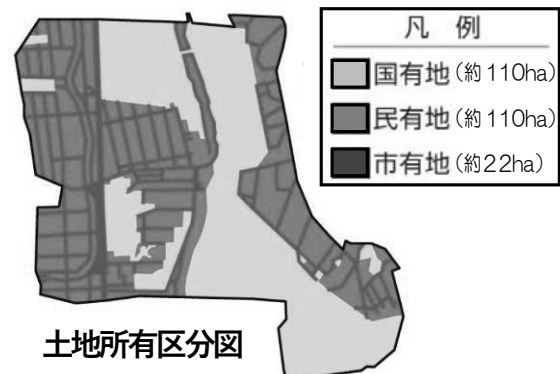 凡 例
国有地(約110ha)
民有地(約110ha)
市有地(約22ha)
土地所有区分図